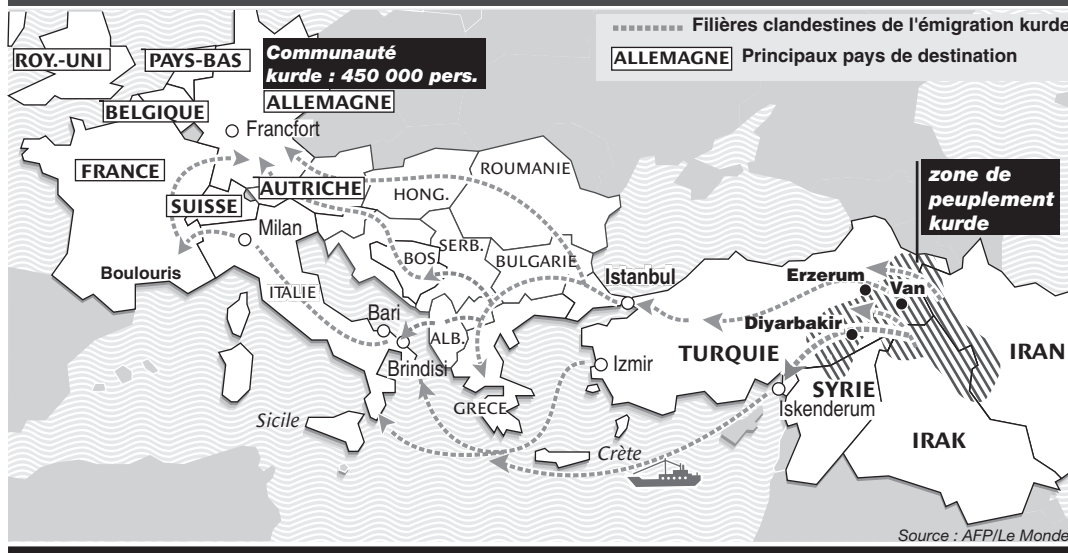 Filières clandestines de l'émigration kurde
ALLEMAGNE Principaux pays de destination
ROY.-UNI
PAYS-BAS
Communauté
kurde : 450 000 pers.
ALLEMAGNE
BELGIQUE
Francfort
FRANCE
AUTRICHE
SUISSE
HONG.
ROUMANIE
zone de
peuplement
kurde
Milan
SERB.
BOS.
BULGARIE
Boulouris
ITALIE
Istanbul
Erzerum
Van
Bari
Diyarbakir
ALB.
Brindisi
Izmir
TURQUIE
IRAN
SYRIE
Iskenderum
GRECE
Sicile
Crète
IRAK
Source : AFP/Le Monde